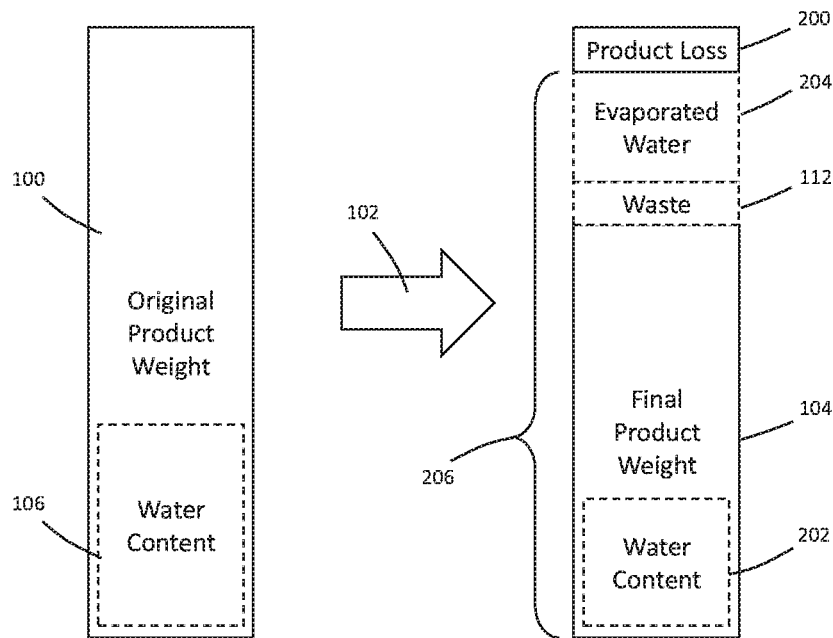 100
Original
Product
Weight
106
Water
Content
102
200
Product Loss
204
Evaporated
Water
112
Waste
206
Final
Product
Weight
104
Water
Content
202